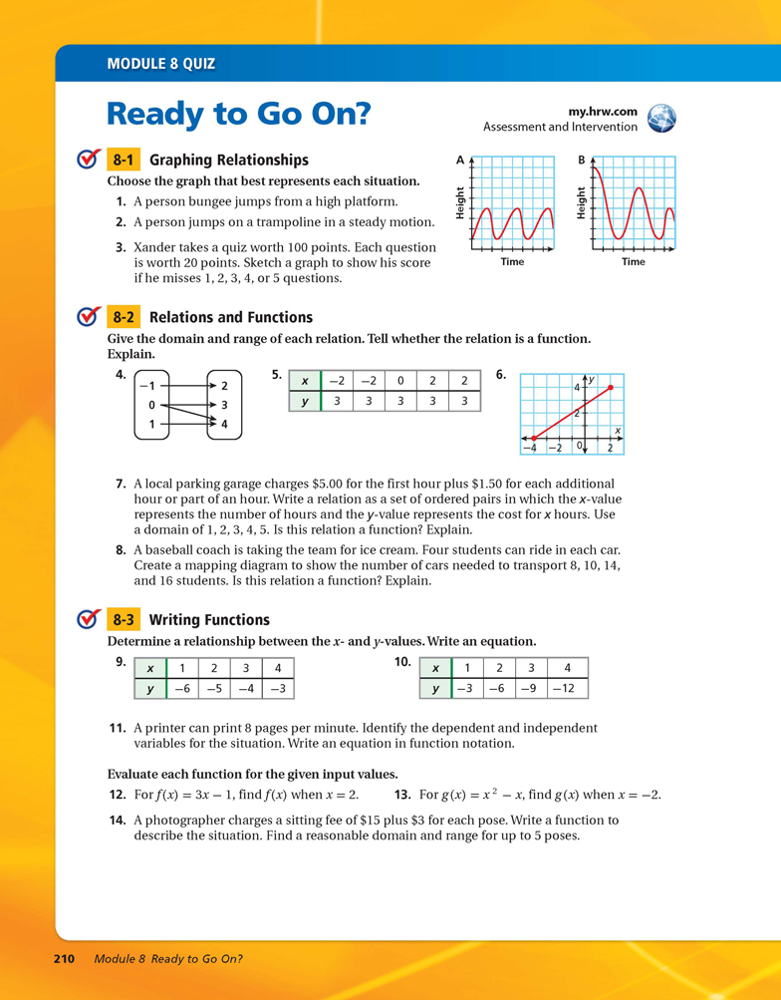 MODULE 8 QUIZ
Ready to Go On?
my.hrw.com
Assessment and Intervention
8-1 Graphing Relationships
Choose the graph that best represents each situation.
1. A person bungee jumps from a high platform.
2. A person jumps on a trampoline in a steady motion.
3. Xander takes a quiz worth 100 points. Each question
is worth 20 points. Sketch a graph to show his score
if he misses 1, 2, 3, 4, or 5 questions.
A
Height
Time
B
Height
Time
8-2 Relations and Functions
Give the domain and range of each relation. Tell whether the relation is a function.
Explain.
4.
−1 2
0 3
1 4
5.
x −2 −2 0 2 2
y 3 3 3 3 3
6.
4 y
2
x
−4 −2 0 2
7. A local parking garage charges $5.00 for the first hour plus $1.50 for each additional
hour or part of an hour. Write a relation as a set of ordered pairs in which the x-value
represents the number of hours and the y-value represents the cost for x hours. Use
a domain of 1, 2, 3, 4, 5. Is this relation a function? Explain.
8. A baseball coach is taking the team for ice cream. Four students can ride in each car.
Create a mapping diagram to show the number of cars needed to transport 8, 10, 14,
and 16 students. Is this relation a function? Explain.
8-3 Writing Functions
Determine a relationship between the x- and y-values. Write an equation.
9.
x 1 2 3 4
y −6 −5 −4 −3
10.
x 1 2 3 4
y −3 −6 −9 −12
11. A printer can print 8 pages per minute. Identify the dependent and independent
variables for the situation. Write an equation in function notation.
Evaluate each function for the given input values.
12. For f(x) = 3x − 1, find f(x) when x = 2.
13. For g(x) = x² − x, find g(x) when x = −2.
14. A photographer charges a sitting fee of $15 plus $3 for each pose. Write a function to
describe the situation. Find a reasonable domain and range for up to 5 poses.
210 Module 8 Ready to Go On?